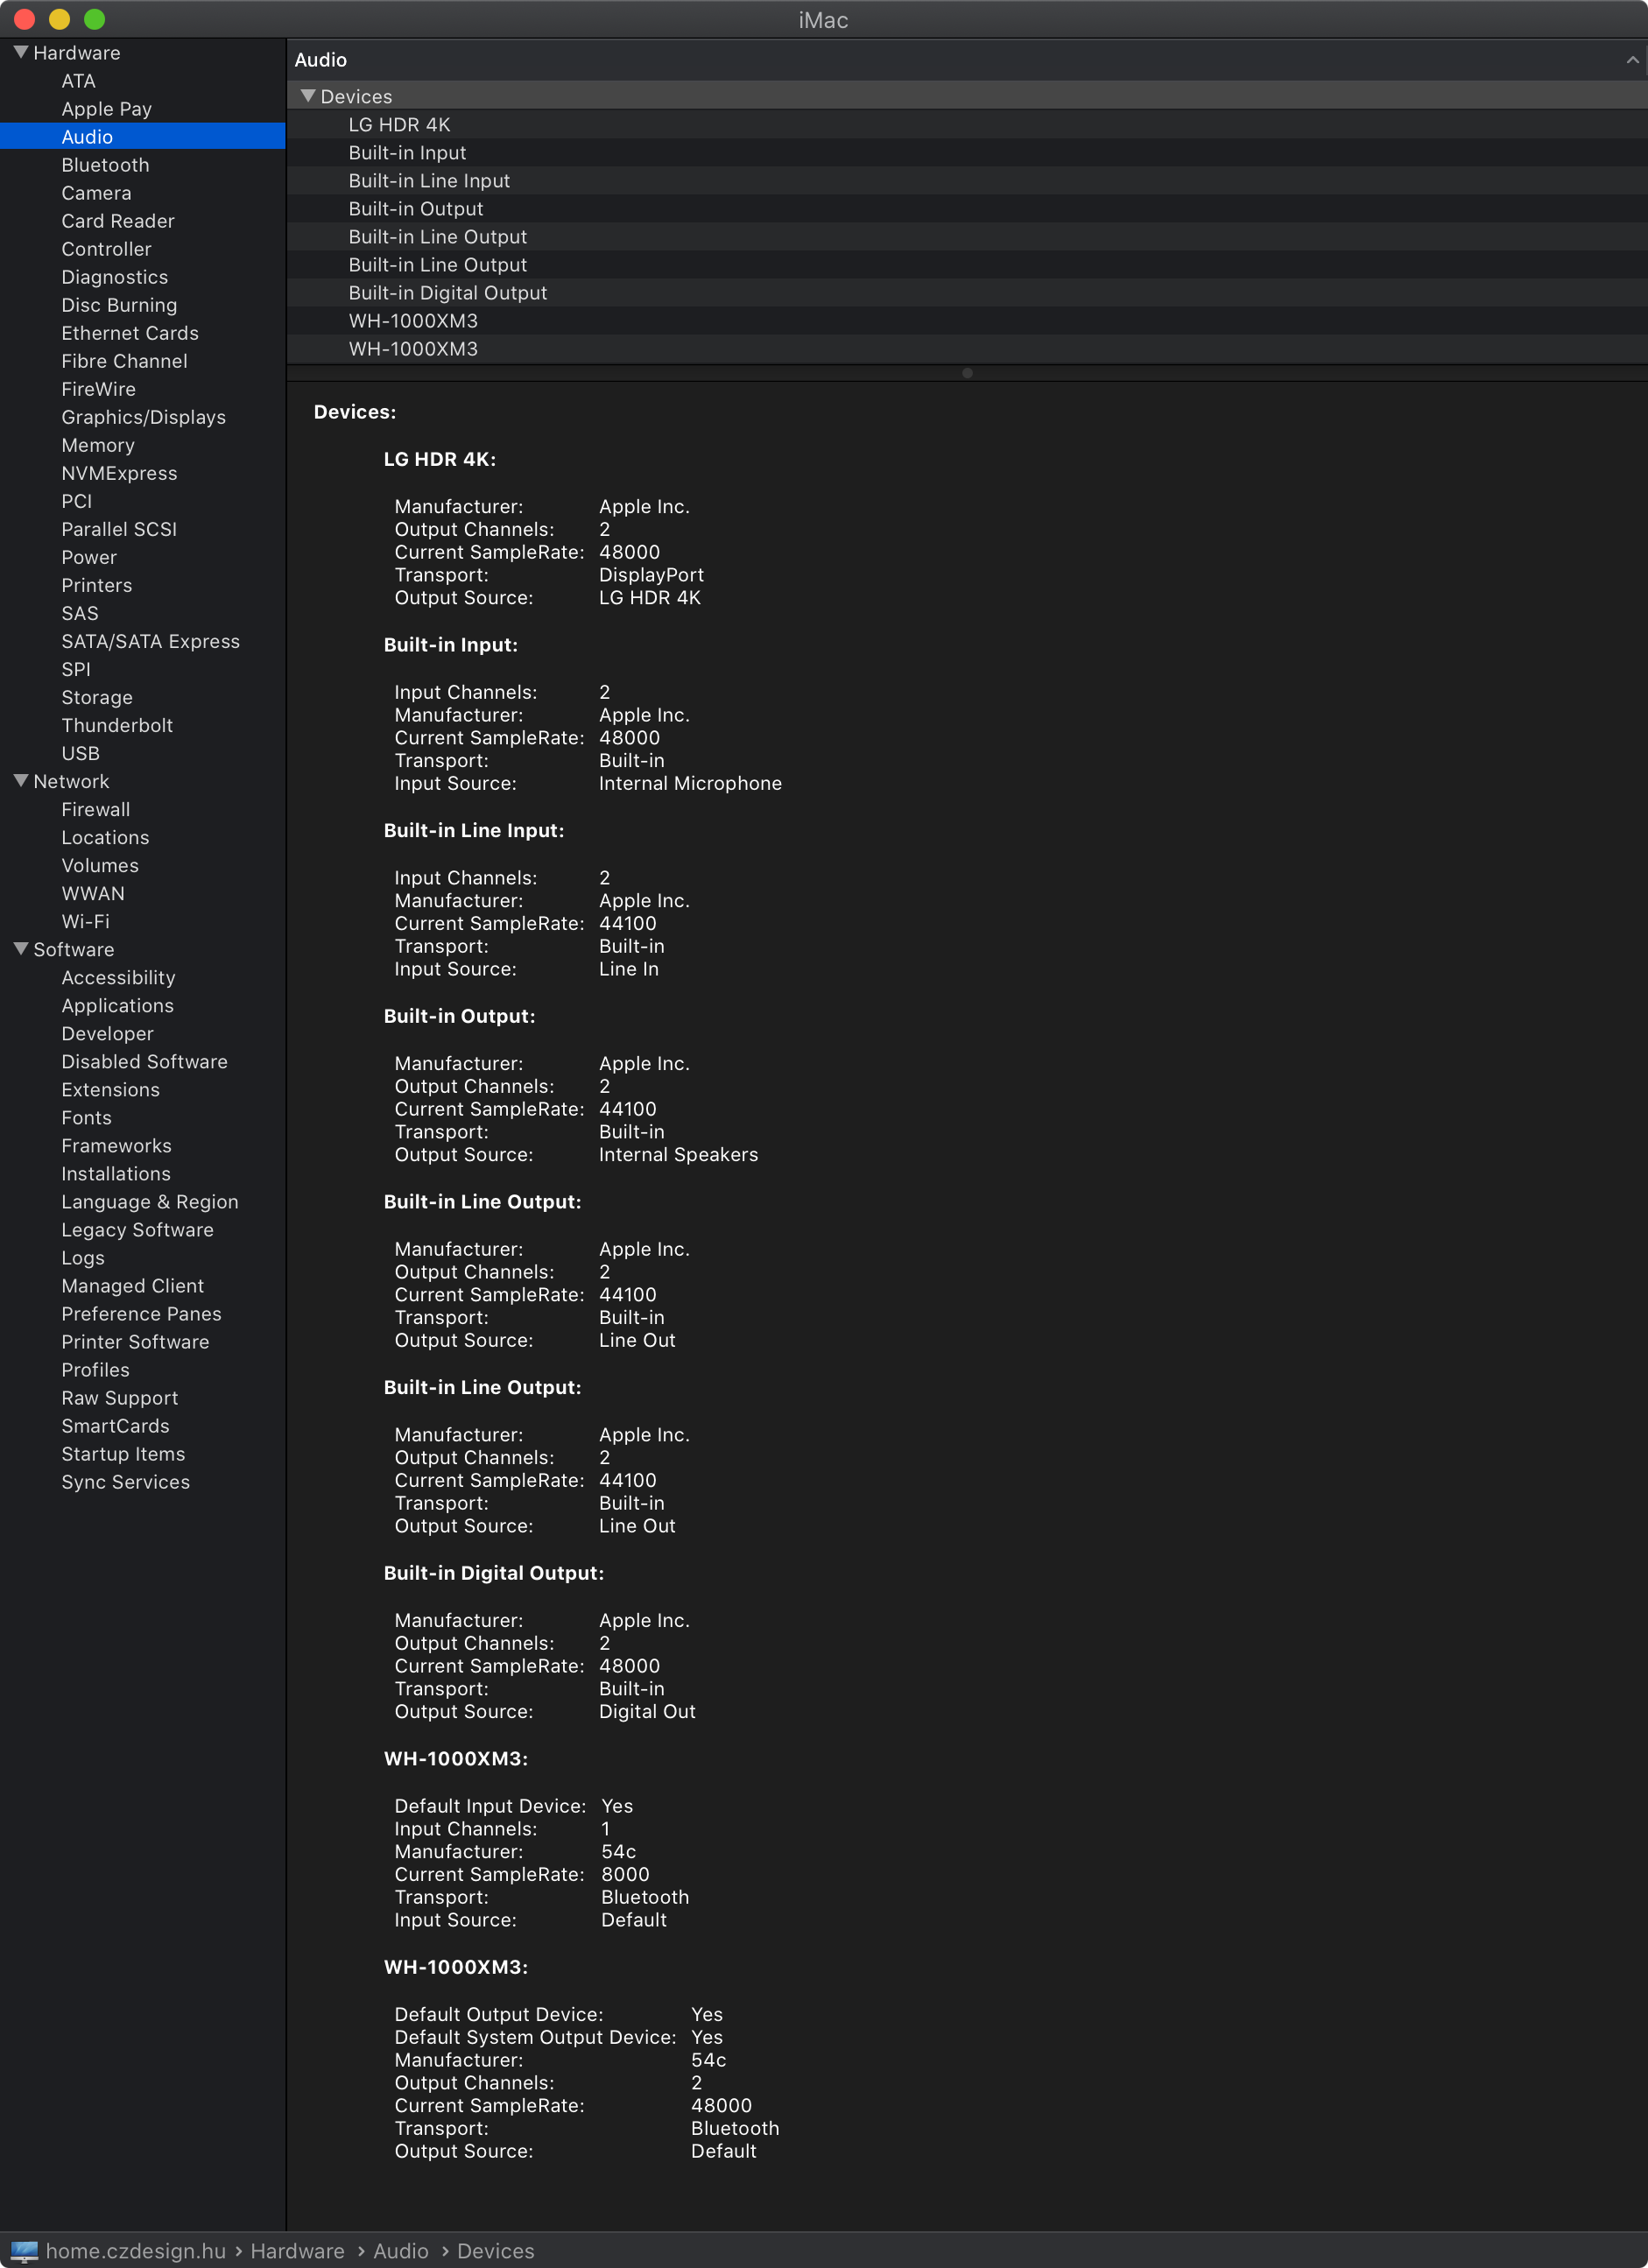 iMac
Hardware
ATA
Apple Pay
Audio
Bluetooth
Camera
Card Reader
Controller
Diagnostics
Disc Burning
Ethernet Cards
Fibre Channel
FireWire
Graphics/Displays
Memory
NVMExpress
PCI
Parallel SCSI
Power
Printers
SAS
SATA/SATA Express
SPI
Storage
Thunderbolt
USB
Network
Firewall
Locations
Volumes
WWAN
Wi-Fi
Software
Accessibility
Applications
Developer
Disabled Software
Extensions
Fonts
Frameworks
Installations
Language & Region
Legacy Software
Logs
Managed Client
Preference Panes
Printer Software
Profiles
Raw Support
SmartCards
Startup Items
Sync Services
Audio
Devices
LG HDR 4K
Built-in Input
Built-in Line Input
Built-in Output
Built-in Line Output
Built-in Line Output
Built-in Digital Output
WH-1000XM3
WH-1000XM3
Devices:
LG HDR 4K:
Manufacturer: Apple Inc.
Output Channels: 2
Current SampleRate: 48000
Transport: DisplayPort
Output Source: LG HDR 4K
Built-in Input:
Input Channels: 2
Manufacturer: Apple Inc.
Current SampleRate: 48000
Transport: Built-in
Input Source: Internal Microphone
Built-in Line Input:
Input Channels: 2
Manufacturer: Apple Inc.
Current SampleRate: 44100
Transport: Built-in
Input Source: Line In
Built-in Output:
Manufacturer: Apple Inc.
Output Channels: 2
Current SampleRate: 44100
Transport: Built-in
Output Source: Internal Speakers
Built-in Line Output:
Manufacturer: Apple Inc.
Output Channels: 2
Current SampleRate: 44100
Transport: Built-in
Output Source: Line Out
Built-in Line Output:
Manufacturer: Apple Inc.
Output Channels: 2
Current SampleRate: 44100
Transport: Built-in
Output Source: Line Out
Built-in Digital Output:
Manufacturer: Apple Inc.
Output Channels: 2
Current SampleRate: 48000
Transport: Built-in
Output Source: Digital Out
WH-1000XM3:
Default Input Device: Yes
Input Channels: 1
Manufacturer: 54c
Current SampleRate: 8000
Transport: Bluetooth
Input Source: Default
WH-1000XM3:
Default Output Device: Yes
Default System Output Device: Yes
Manufacturer: 54c
Output Channels: 2
Current SampleRate: 48000
Transport: Bluetooth
Output Source: Default
home.czdesign.hu › Hardware › Audio › Devices